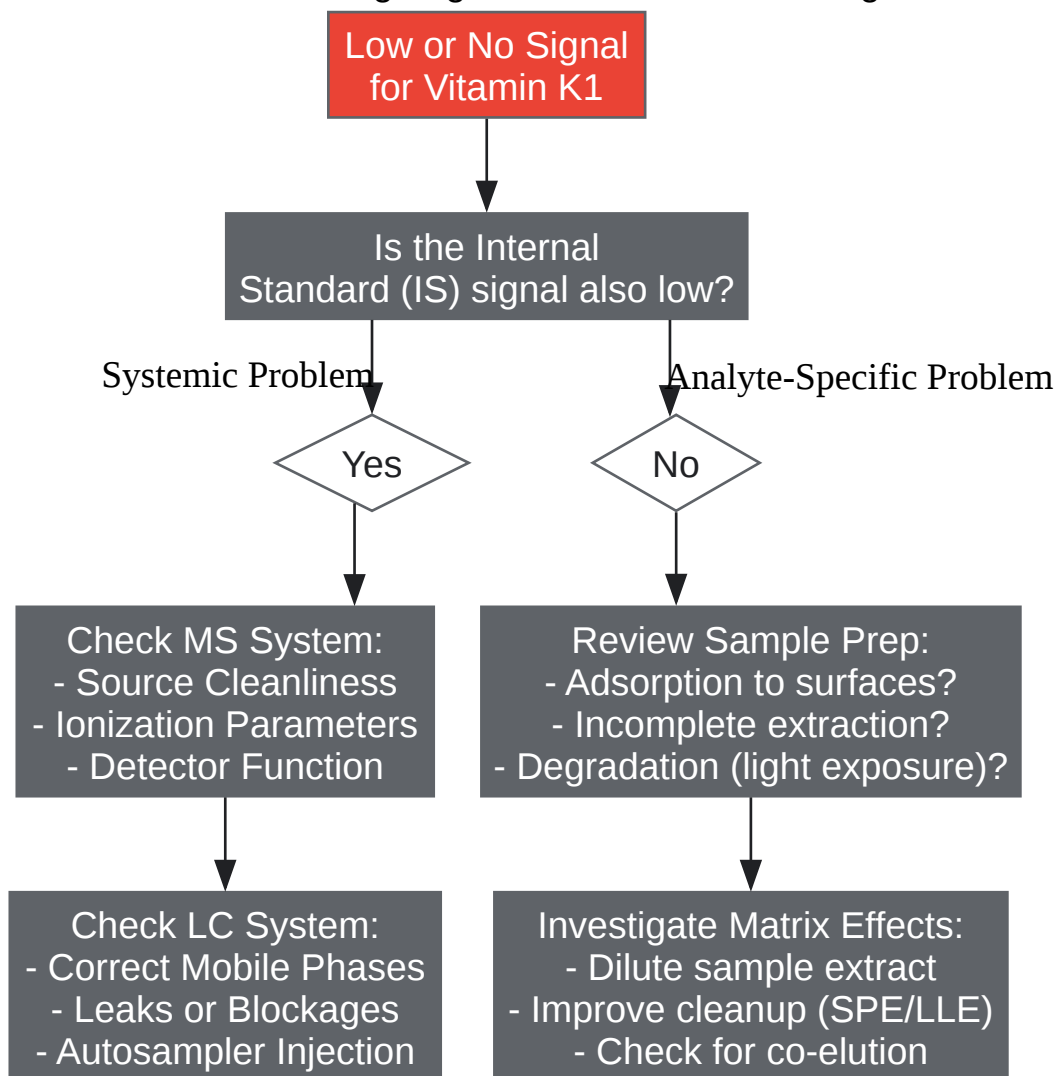 Low or No Signal
for Vitamin K1
Is the Internal
Standard (IS) signal also low?
Systemic Problem
Analyte-Specific Problem
Yes
No
Check MS System:
- Source Cleanliness
- Ionization Parameters
- Detector Function
Review Sample Prep:
- Adsorption to surfaces?
- Incomplete extraction?
- Degradation (light exposure)?
Check LC System:
- Correct Mobile Phases
- Leaks or Blockages
- Autosampler Injection
Investigate Matrix Effects:
- Dilute sample extract
- Improve cleanup (SPE/LLE)
- Check for co-elution